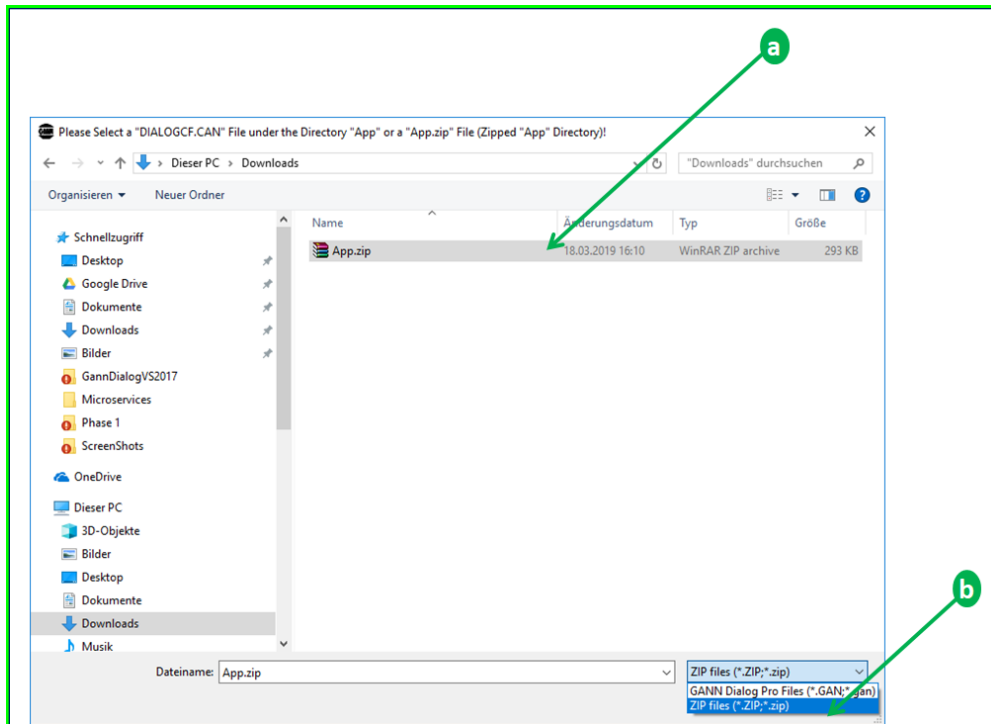 a
Please Select a "DIALOGCF.CAN" File under the Directory "App" or a "App.zip" File (Zipped "App" Directory)!
Dieser PC > Downloads
"Downloads" durchsuchen
Organisieren
Neuer Ordner
Name
Änderungsdatum
Typ
Größe
App.zip
18.03.2019 16:10
WinRAR ZIP archive
293 KB
Schnellzugriff
Desktop
Google Drive
Dokumente
Downloads
Bilder
GannDialogVS2017
Microservices
Phase 1
ScreenShots
OneDrive
Dieser PC
3D-Objekte
Bilder
Desktop
Dokumente
Downloads
Musik
b
Dateiname: App.zip
ZIP files (*.ZIP;*.zip)
GANN Dialog Pro Files (*.GAN;*.gan)
ZIP files (*.ZIP;*.zip)